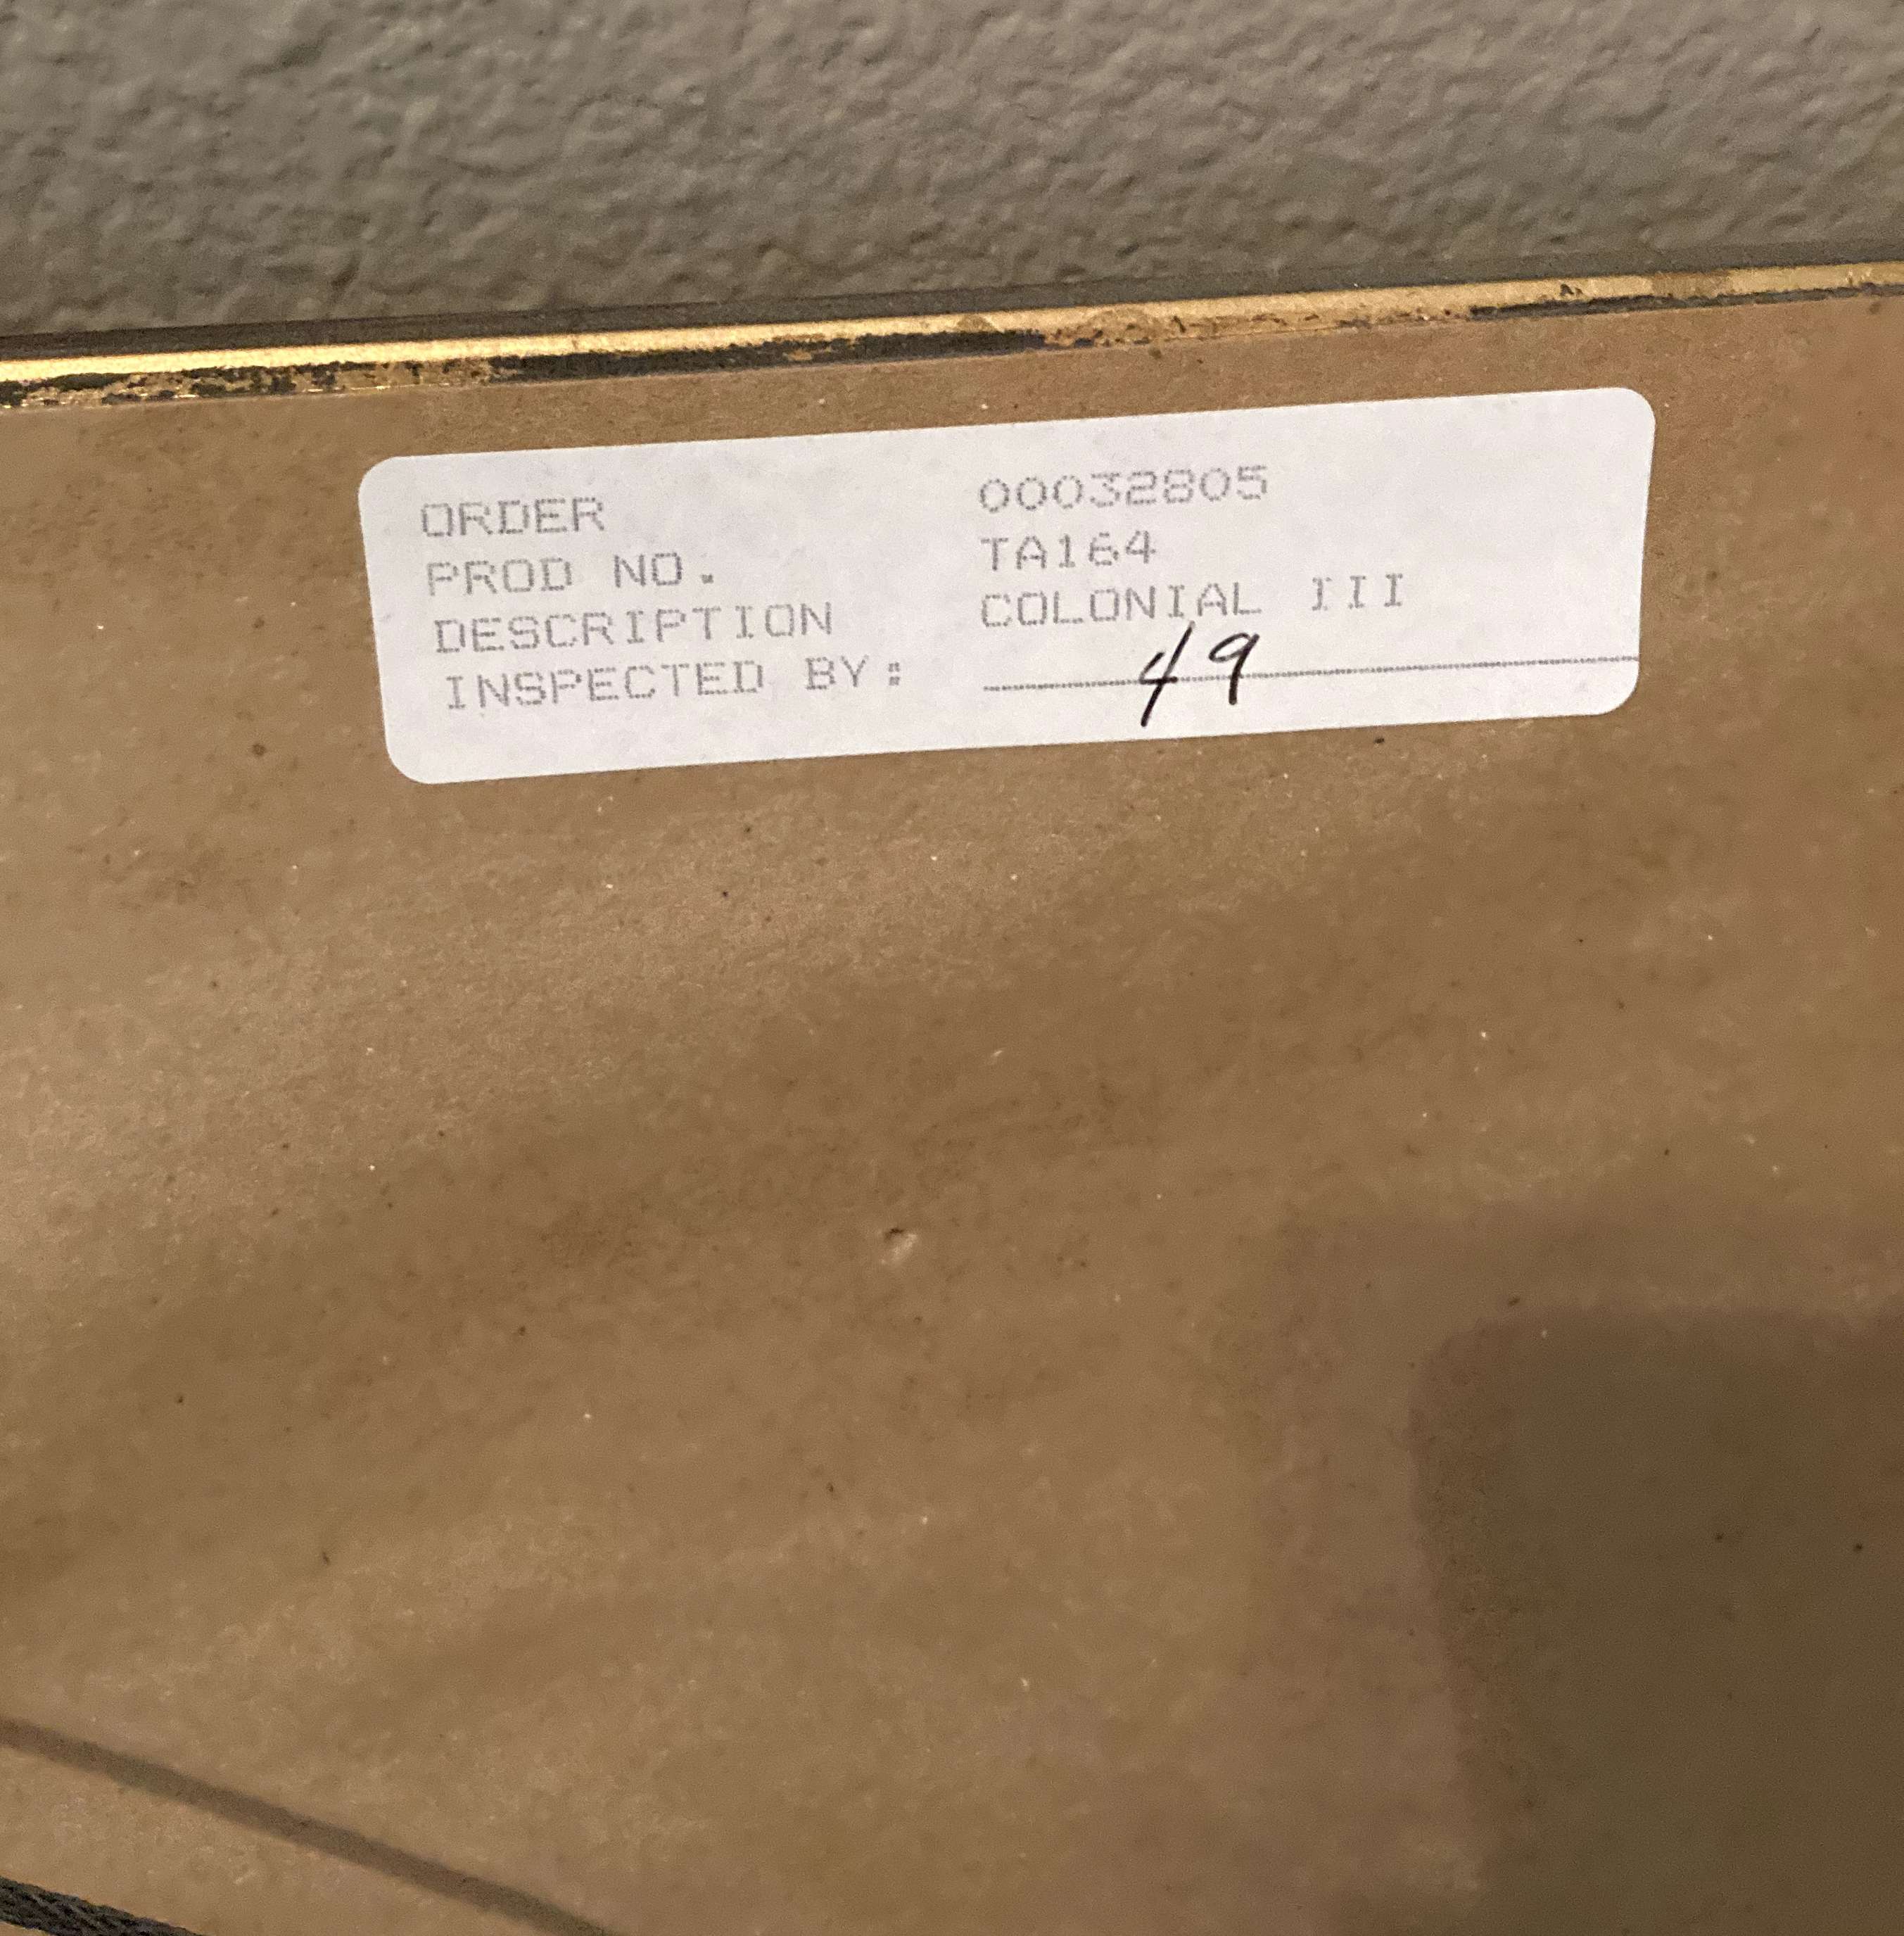 ORDER 00032805
PROD NO. TA164
DESCRIPTION COLONIAL III
INSPECTED BY: 49